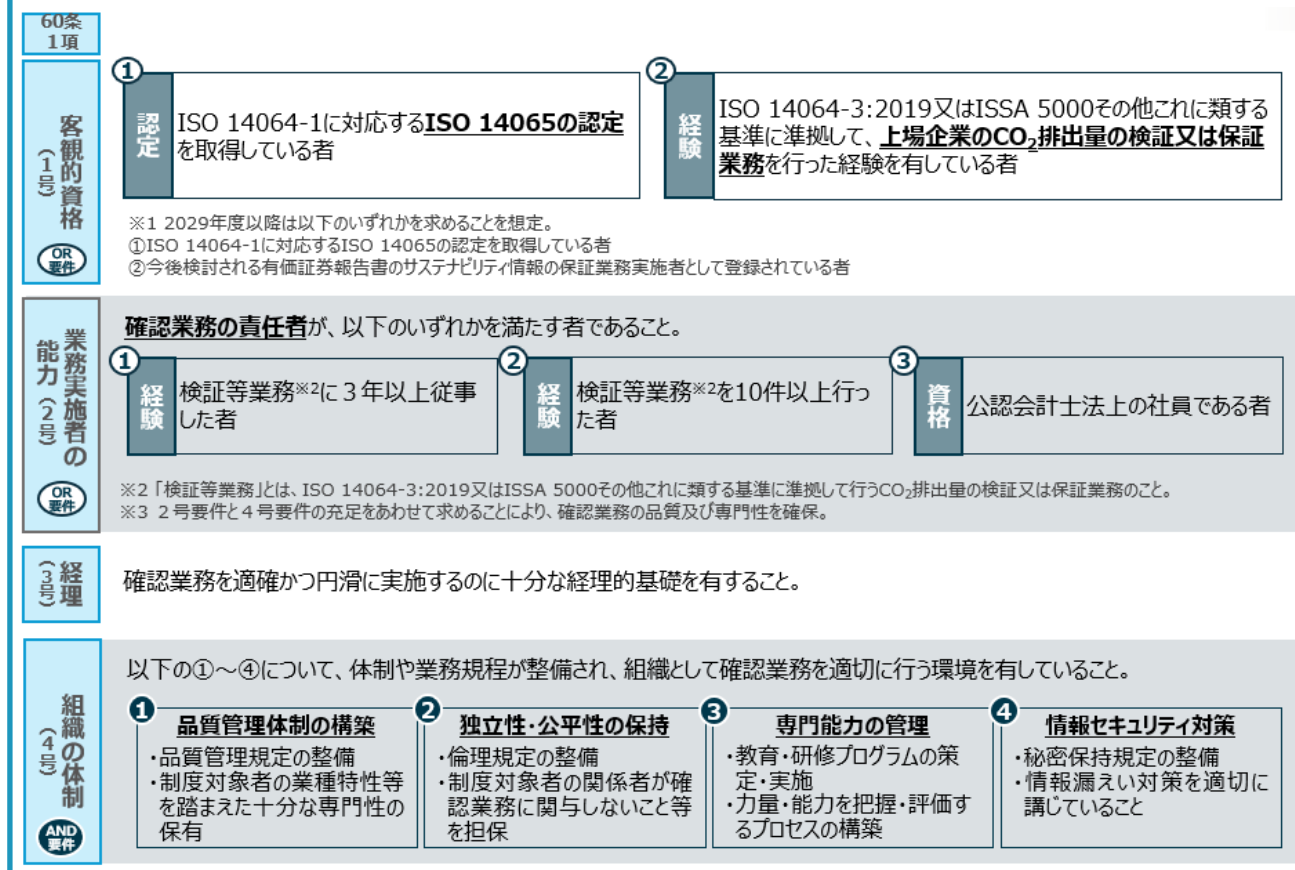 60条
1項
客観的資格
（1号）
OR
要件
①
認定
ISO 14064-1に対応するISO 14065の認定
を取得している者
②
経験
ISO 14064-3:2019又はISSA 5000その他これに類する
基準に準拠して、上場企業のCO₂排出量の検証又は保証
業務を行った経験を有している者
※1 2029年度以降は以下のいずれかを求めることを想定。
①ISO 14064-1に対応するISO 14065の認定を取得している者
②今後検討される有価証券報告書のサステナビリティ情報の保証業務実施者として登録されている者
業務実施者の
能力（2号）
OR
要件
確認業務の責任者が、以下のいずれかを満たす者であること。
①
経験
検証等業務※2に３年以上従事
した者
②
経験
検証等業務※2を10件以上行っ
た者
③
資格
公認会計士法上の社員である者
※2「検証等業務」とは、ISO 14064-3:2019又はISSA 5000その他これに類する基準に準拠して行うCO₂排出量の検証又は保証業務のこと。
※3 ２号要件と４号要件の充足をあわせて求めることにより、確認業務の品質及び専門性を確保。
経理
（3号）
確認業務を適確かつ円滑に実施するのに十分な経理的基礎を有すること。
組織の体制
（4号）
AND
要件
以下の①～④について、体制や業務規程が整備され、組織として確認業務を適切に行う環境を有していること。
❶
品質管理体制の構築
・品質管理規定の整備
・制度対象者の業種特性等
を踏まえた十分な専門性の
保有
❷
独立性・公平性の保持
・倫理規定の整備
・制度対象者の関係者が確
認業務に関与しないこと等
を担保
❸
専門能力の管理
・教育・研修プログラムの策
定・実施
・力量・能力を把握・評価す
るプロセスの構築
❹
情報セキュリティ対策
・秘密保持規定の整備
・情報漏えい対策を適切に
講じていること